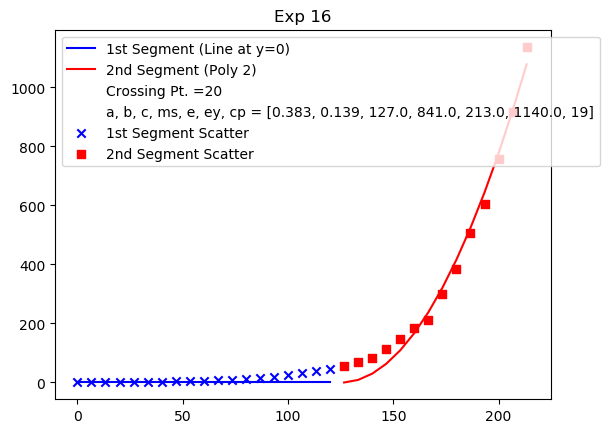 Exp 16
1st Segment (Line at y=0)
2nd Segment (Poly 2)
Crossing Pt. =20
a, b, c, ms, e, ey, cp = [0.383, 0.139, 127.0, 841.0, 213.0, 1140.0, 19]
1st Segment Scatter
2nd Segment Scatter
1000
800
600
400
200
0
0 50 100 150 200